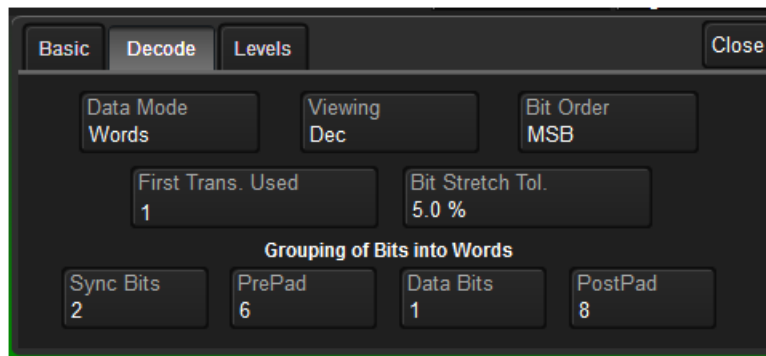 Basic Decode Levels Close
Data Mode Viewing Bit Order
Words Dec MSB
First Trans. Used Bit Stretch Tol.
1 5.0 %
Grouping of Bits into Words
Sync Bits PrePad Data Bits PostPad
2 6 1 8